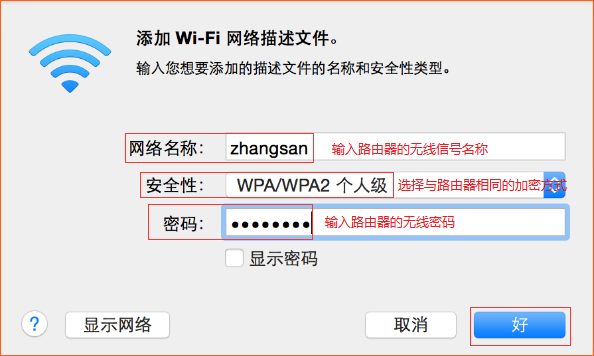 添加 Wi-Fi 网络描述文件。
输入您想要添加的描述文件的名称和安全性类型。
网络名称： zhangsan 输入路由器的无线信号名称
安全性： WPA/WPA2 个人级 选择与路由器相同的加密方式
密码： ●●●●●●●● 输入路由器的无线密码
显示密码
? 显示网络 取消 好